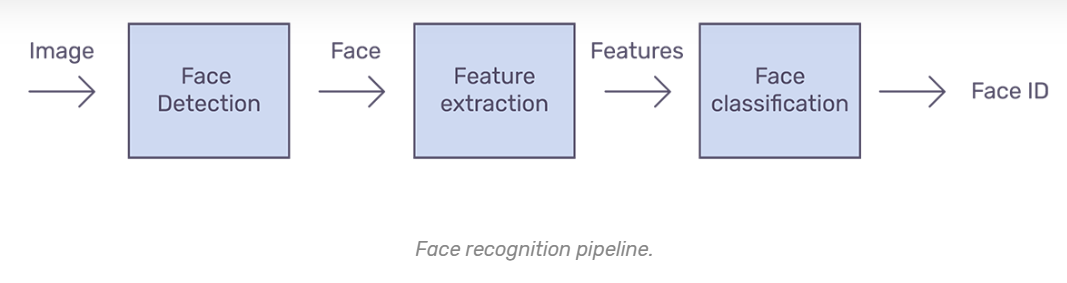 Image
Face
Detection
Face
Feature
extraction
Features
Face
classification
Face ID
Face recognition pipeline.